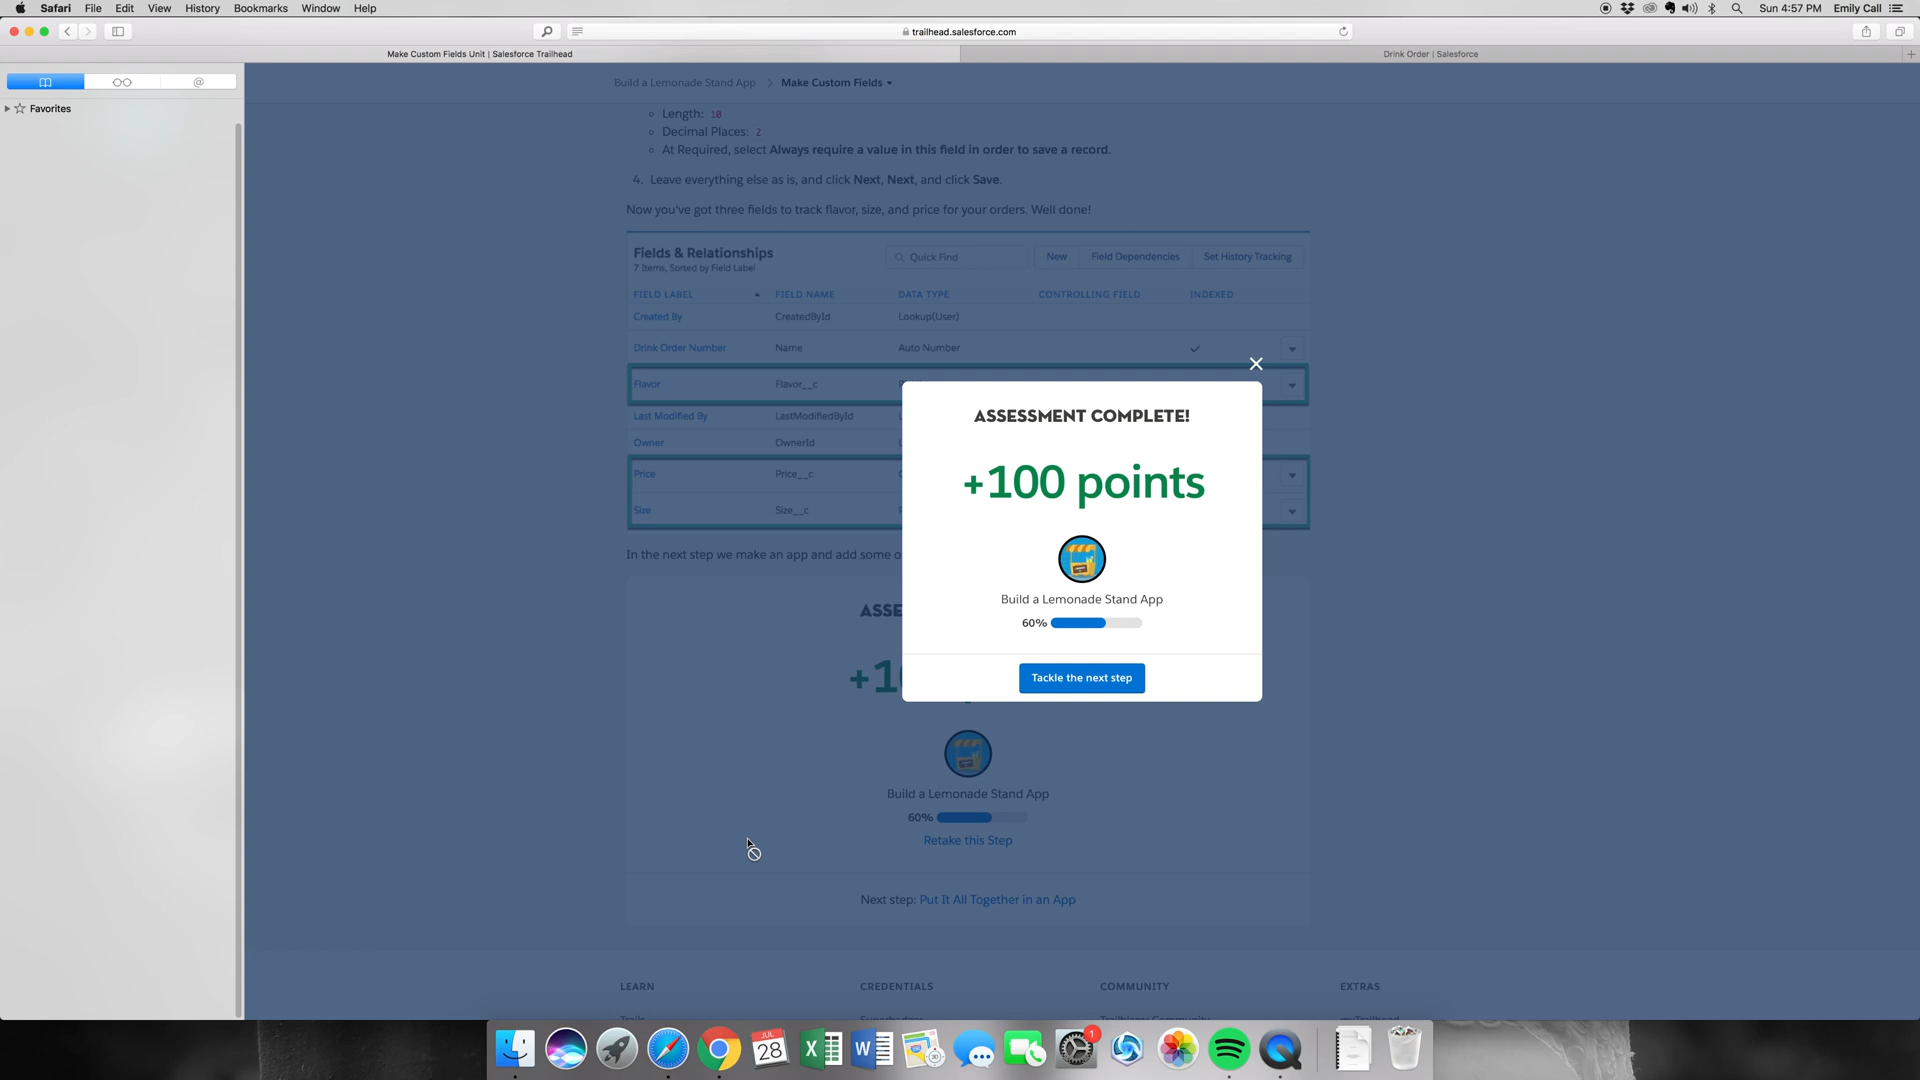 Safari File Edit View History Bookmarks Window Help
Sun 4:57 PM Emily Call
trailhead.salesforce.com
Make Custom Fields Unit | Salesforce Trailhead
Drink Order | Salesforce
Favorites
Build a Lemonade Stand App > Make Custom Fields
Length: 10
Decimal Places: 2
At Required, select Always require a value in this field in order to save a record.
4. Leave everything else as is, and click Next, Next, and click Save.
Now you've got three fields to track flavor, size, and price for your orders. Well done!
Fields & Relationships
7 Items, Sorted by Field Label
Quick Find
New
Field Dependencies
Set History Tracking
FIELD LABEL FIELD NAME DATA TYPE CONTROLLING FIELD INDEXED
Created By CreatedById Lookup(User)
Drink Order Number Name Auto Number
Flavor Flavor__c
Last Modified By LastModifiedById
Owner OwnerId
Price Price__c
Size Size__c
ASSESSMENT COMPLETE!
+100 points
Build a Lemonade Stand App
60%
Tackle the next step
In the next step we make an app and add some
Build a Lemonade Stand App
60%
Retake this Step
Next step: Put It All Together in an App
LEARN CREDENTIALS COMMUNITY EXTRAS
JUL
28
1